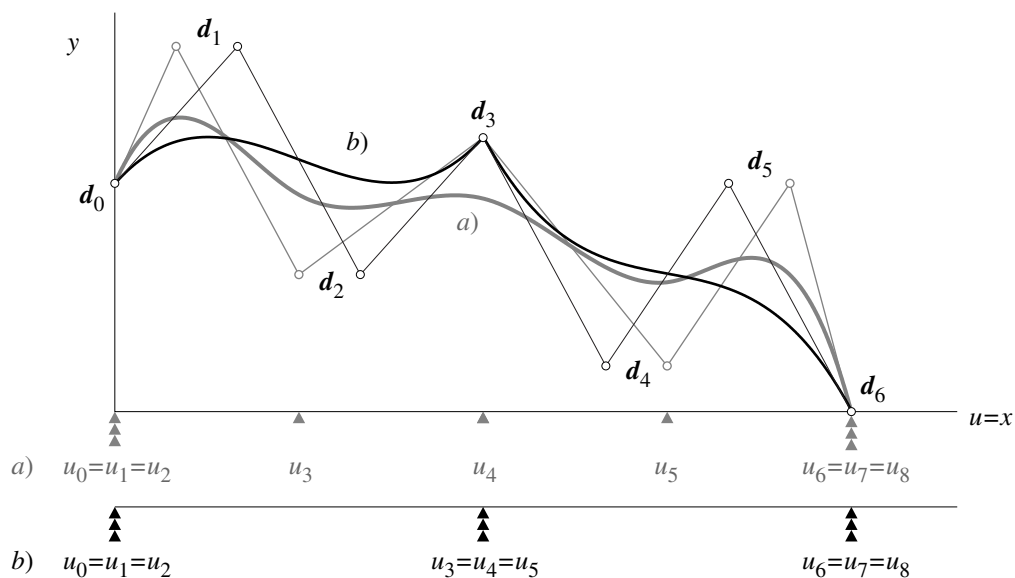 y
d₁
b)
d₃
d₅
d₀
a)
d₂
d₄
d₆
u=x
a) u₀=u₁=u₂ u₃ u₄ u₅ u₆=u₇=u₈
b) u₀=u₁=u₂ u₃=u₄=u₅ u₆=u₇=u₈